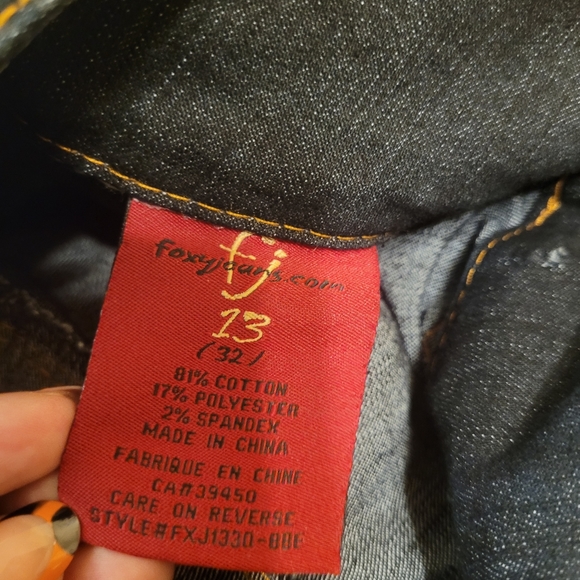 fj
foxyjeans.com
13
(32)
81% COTTON
17% POLYESTER
2% SPANDEX
MADE IN CHINA
FABRIQUE EN CHINE
CA#39450
CARE ON REVERSE